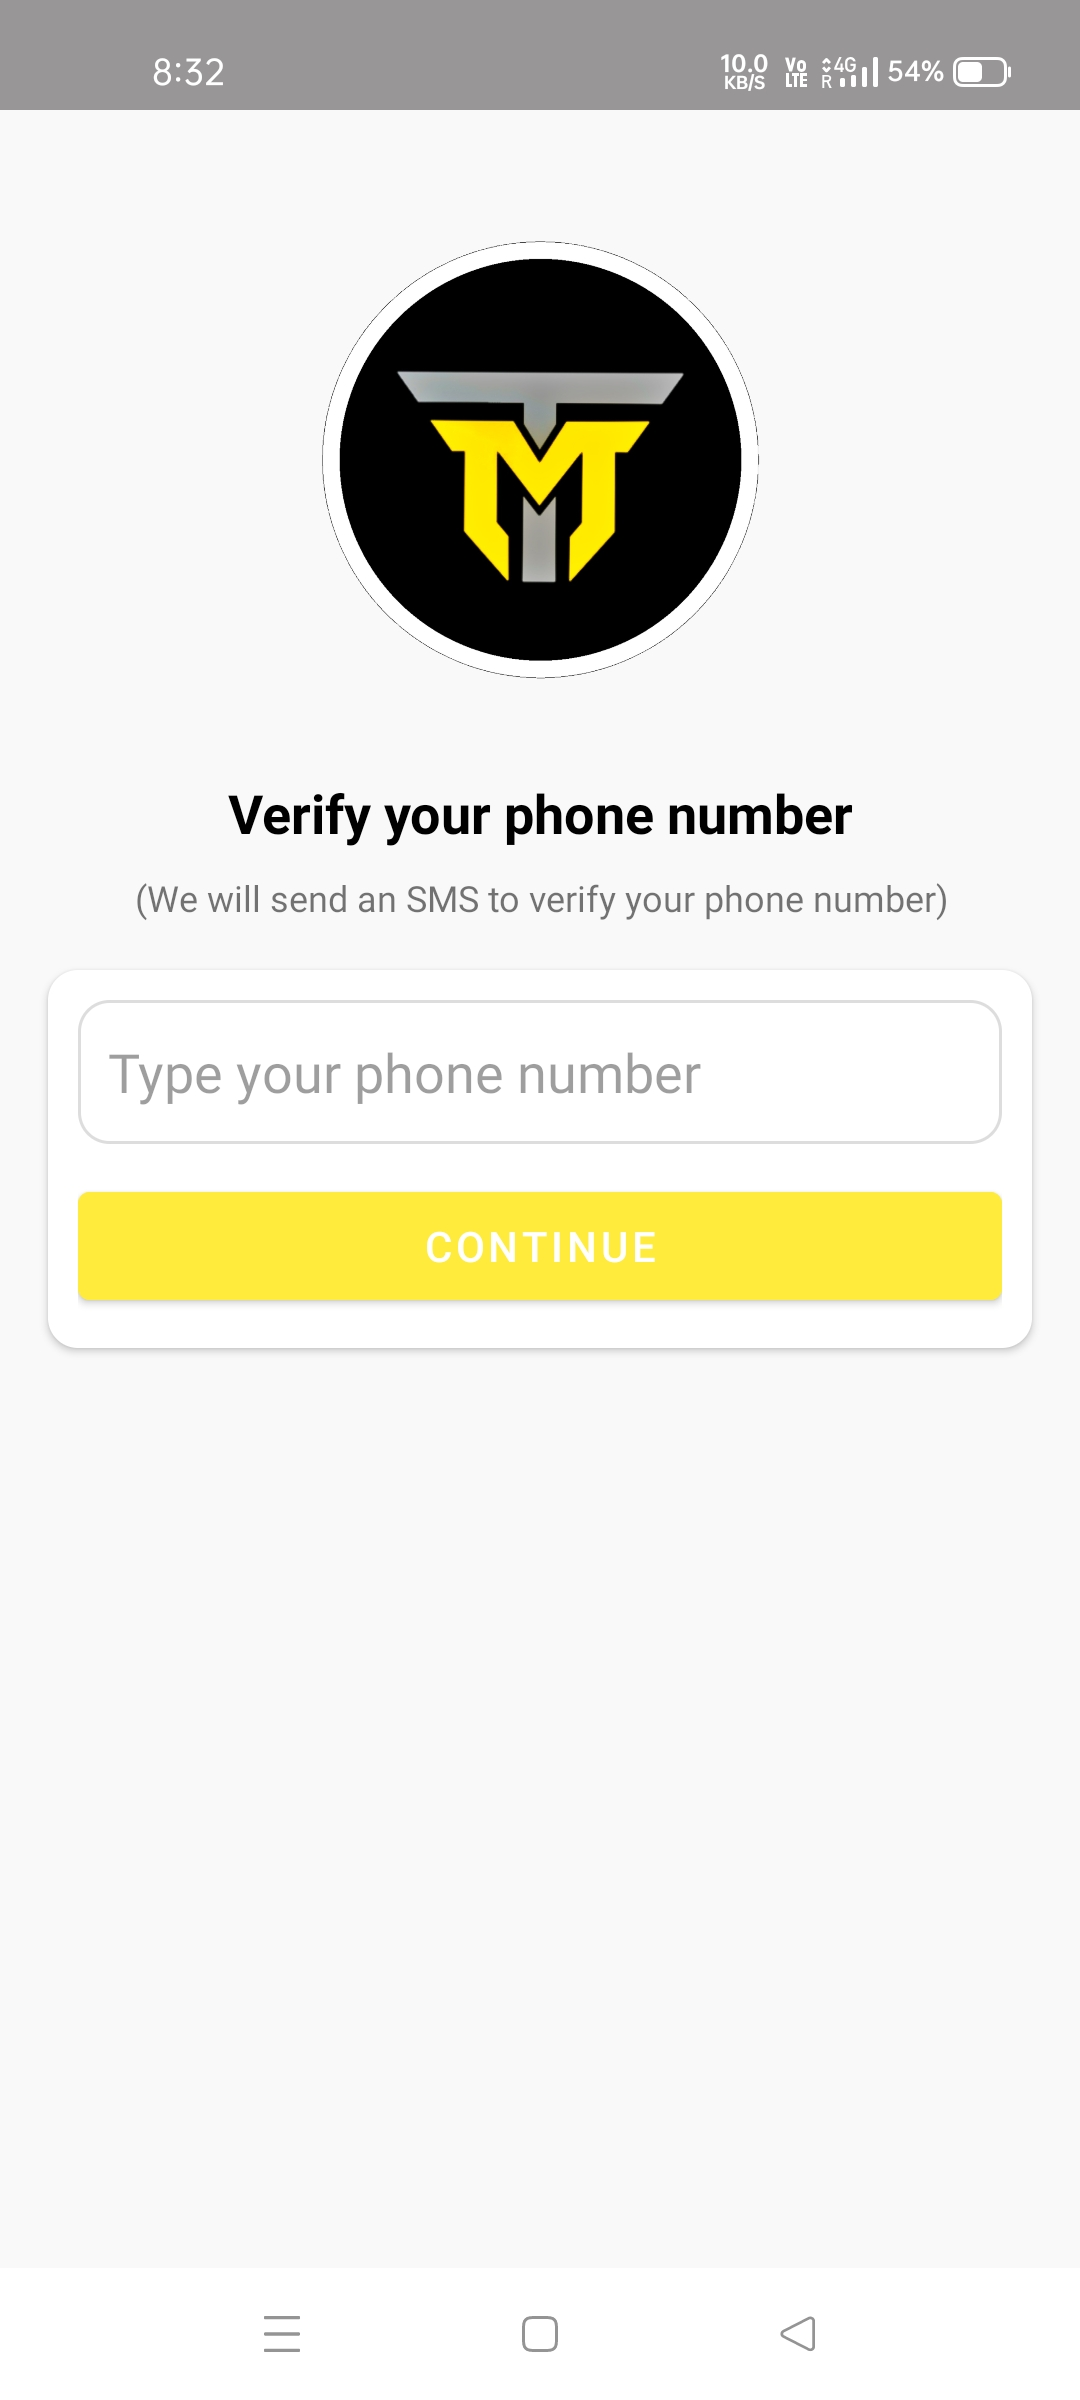 8:32
10.0 KB/S Vo LTE 4G R 54%
TM
Verify your phone number
(We will send an SMS to verify your phone number)
Type your phone number
CONTINUE